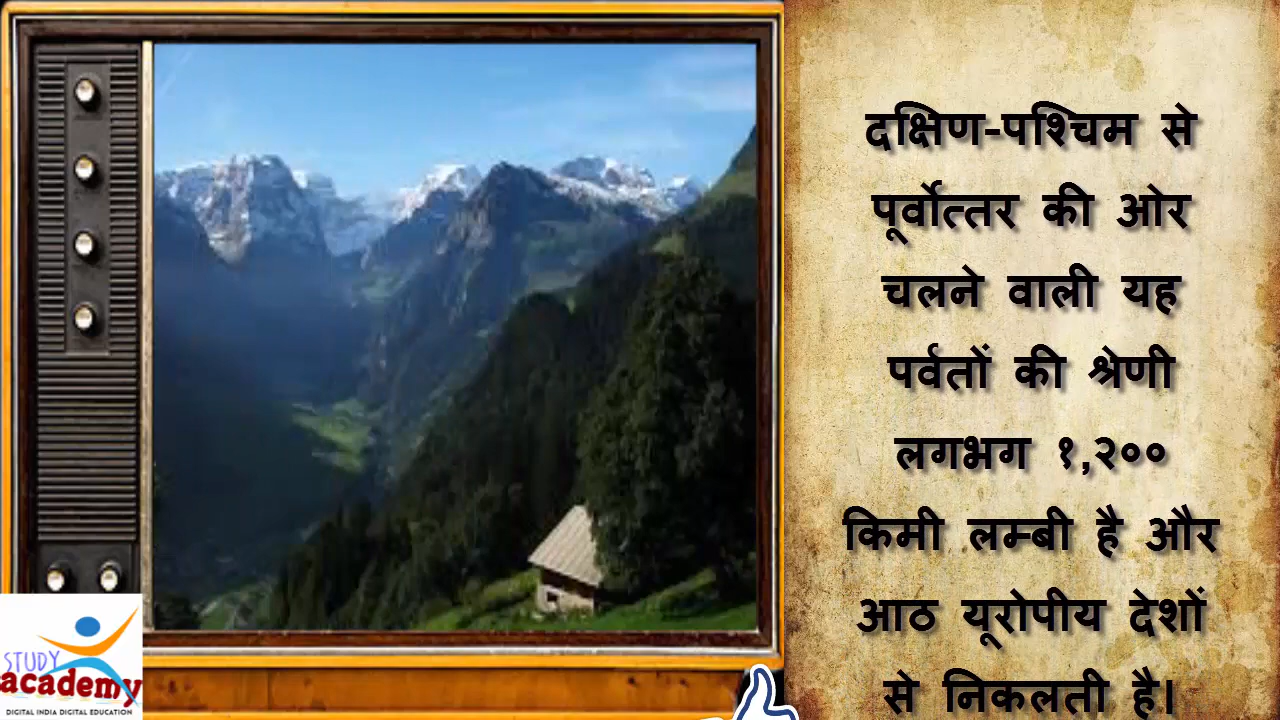 दक्षिण-पश्चिम से
पूर्वोत्तर की ओर
चलने वाली यह
पर्वतों की श्रेणी
लगभग १,२००
किमी लम्बी है और
आठ यूरोपीय देशों
से निकलती है।
STUDY
academy
DIGITAL INDIA DIGITAL EDUCATION